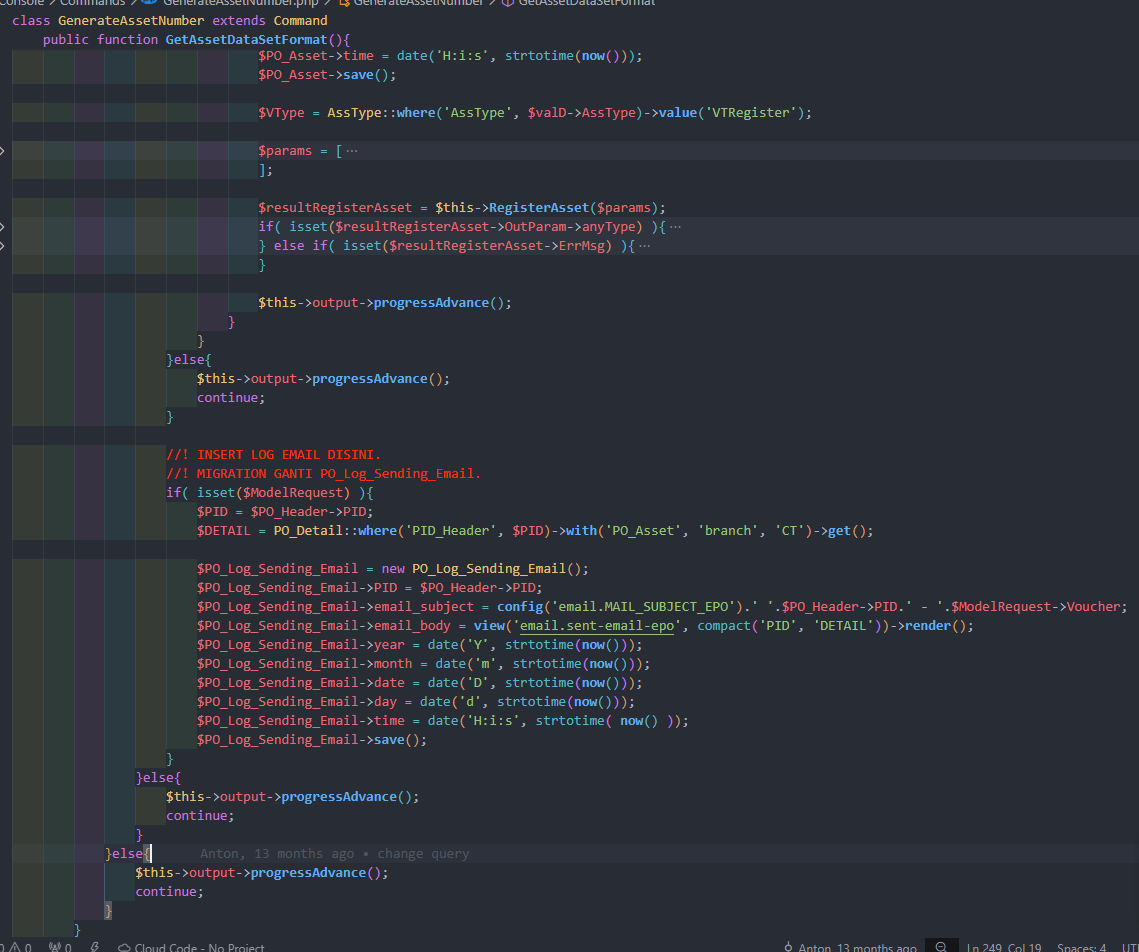 Console > Commands > GenerateAssetNumber.php > GenerateAssetNumber > GetAssetDataSetFormat
class GenerateAssetNumber extends Command
public function GetAssetDataSetFormat(){
$PO_Asset->time = date('H:i:s', strtotime(now()));
$PO_Asset->save();
$VType = AssType::where('AssType', $valD->AssType)->value('VTRegister');
$params = [ ···
];
$resultRegisterAsset = $this->RegisterAsset($params);
if( isset($resultRegisterAsset->OutParam->anyType) ){ ···
} else if( isset($resultRegisterAsset->ErrMsg) ){ ···
}
$this->output->progressAdvance();
}
}
}else{
$this->output->progressAdvance();
continue;
}
//! INSERT LOG EMAIL DISINI.
//! MIGRATION GANTI PO_Log_Sending_Email.
if( isset($ModelRequest) ){
$PID = $PO_Header->PID;
$DETAIL = PO_Detail::where('PID_Header', $PID)->with('PO_Asset', 'branch', 'CT')->get();
$PO_Log_Sending_Email = new PO_Log_Sending_Email();
$PO_Log_Sending_Email->PID = $PO_Header->PID;
$PO_Log_Sending_Email->email_subject = config('email.MAIL_SUBJECT_EPO').' '.$PO_Header->PID.' - '.$ModelRequest->Voucher;
$PO_Log_Sending_Email->email_body = view('email.sent-email-epo', compact('PID', 'DETAIL'))->render();
$PO_Log_Sending_Email->year = date('Y', strtotime(now()));
$PO_Log_Sending_Email->month = date('m', strtotime(now()));
$PO_Log_Sending_Email->date = date('D', strtotime(now()));
$PO_Log_Sending_Email->day = date('d', strtotime(now()));
$PO_Log_Sending_Email->time = date('H:i:s', strtotime( now() ));
$PO_Log_Sending_Email->save();
}
}else{
$this->output->progressAdvance();
continue;
}
}else{ Anton, 13 months ago • change query
$this->output->progressAdvance();
continue;
}
}
0 0 0 Cloud Code - No Project Anton, 13 months ago Ln 249, Col 19 Spaces: 4 UT